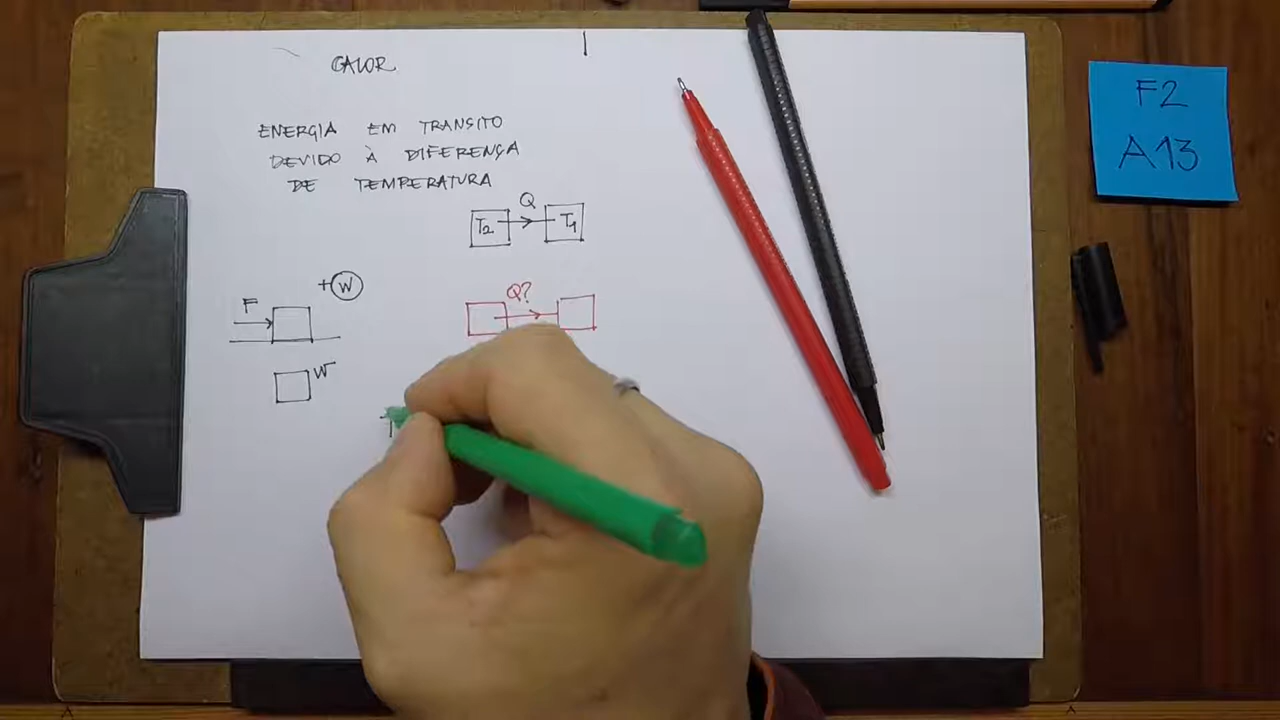 CALOR
ENERGIA EM TRANSITO
DEVIDO À DIFERENÇA
DE TEMPERATURA
Q
T2 T1
+W
F
Q?
W
F2
A13